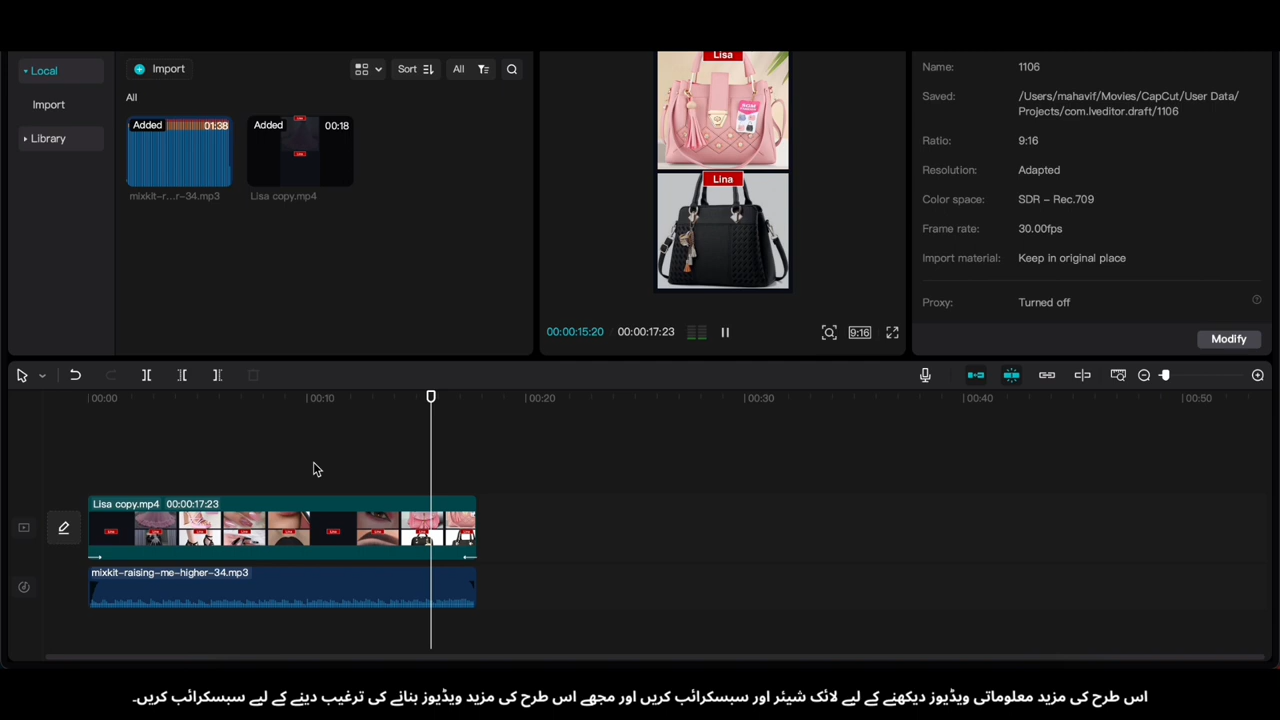 Local
Import
Library
Import
Sort
All
All
Added
01:38
mixkit-r...r-34.mp3
Added
00:18
Lisa copy.mp4
Lisa
Lina
00:00:15:20
00:00:17:23
9:16
Name: 1106
Saved: /Users/mahavif/Movies/CapCut/User Data/
Projects/com.lveditor.draft/1106
Ratio: 9:16
Resolution: Adapted
Color space: SDR – Rec.709
Frame rate: 30.00fps
Import material: Keep in original place
Proxy: Turned off
Modify
00:00
00:10
00:20
00:30
00:40
00:50
Lisa copy.mp4 00:00:17:23
mixkit-raising-me-higher-34.mp3
اس طرح کی مزید معلوماتی ویڈیوز دیکھنے کے لیے لائک شیئر اور سبسکرائب کریں اور مجھے اس طرح کی مزید ویڈیوز بنانے کی ترغیب دینے کے لیے سبسکرائب کریں۔